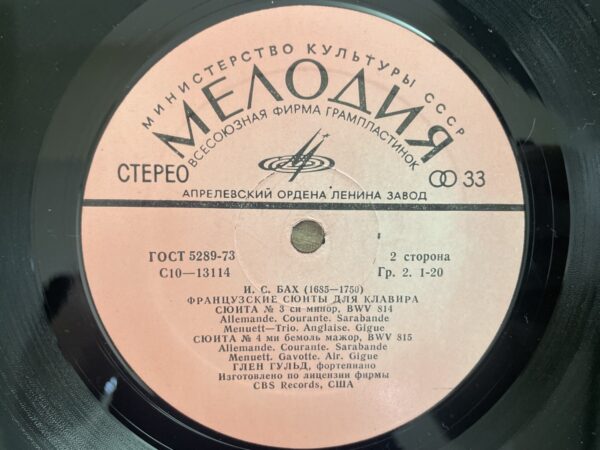 МИНИСТЕРСТВО КУЛЬТУРЫ СССР
МЕЛОДИЯ
ВСЕСОЮЗНАЯ ФИРМА ГРАМПЛАСТИНОК
СТЕРЕО
33
АПРЕЛЕВСКИЙ ОРДЕНА ЛЕНИНА ЗАВОД
ГОСТ 5289-73
2 сторона
С10—13114
Гр. 2. 1-20
И. С. БАХ (1685—1750)
ФРАНЦУЗСКИЕ СЮИТЫ ДЛЯ КЛАВИРА
СЮИТА № 3 си минор, BWV 814
Allemande. Courante. Sarabande
Menuett—Trio. Anglaise. Gigue
СЮИТА № 4 ми бемоль мажор, BWV 815
Allemande. Courante. Sarabande
Menuett. Gavotte. Air. Gigue
ГЛЕН ГУЛЬД, фортепиано
Изготовлено по лицензии фирмы
CBS Records, США